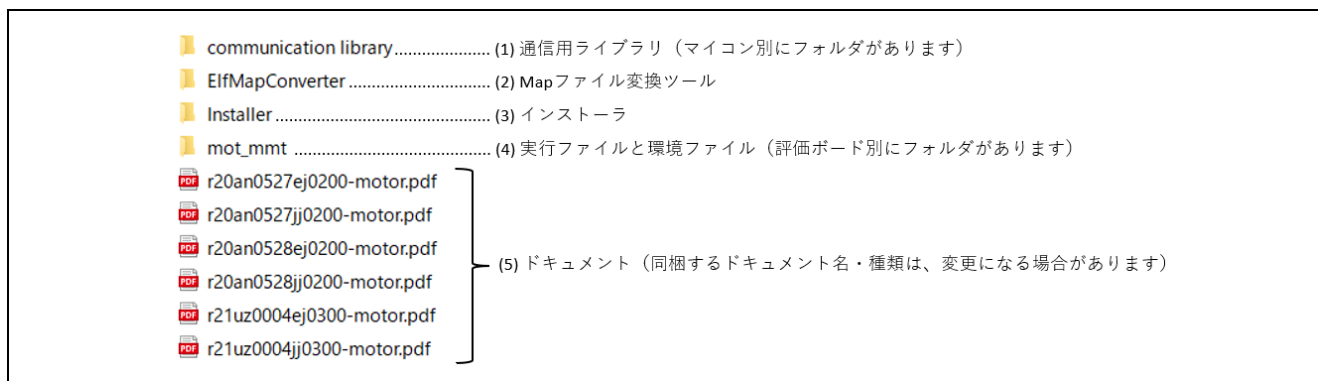 communication library.................... (1) 通信用ライブラリ（マイコン別にフォルダがあります）
ElfMapConverter .............................. (2) Mapファイル変換ツール
Installer.............................................. (3) インストーラ
mot_mmt .......................................... (4) 実行ファイルと環境ファイル（評価ボード別にフォルダがあります）
PDF r20an0527ej0200-motor.pdf
PDF r20an0527jj0200-motor.pdf
PDF r20an0528ej0200-motor.pdf
(5) ドキュメント（同梱するドキュメント名・種類は、変更になる場合があります）
PDF r20an0528jj0200-motor.pdf
PDF r21uz0004ej0300-motor.pdf
PDF r21uz0004jj0300-motor.pdf